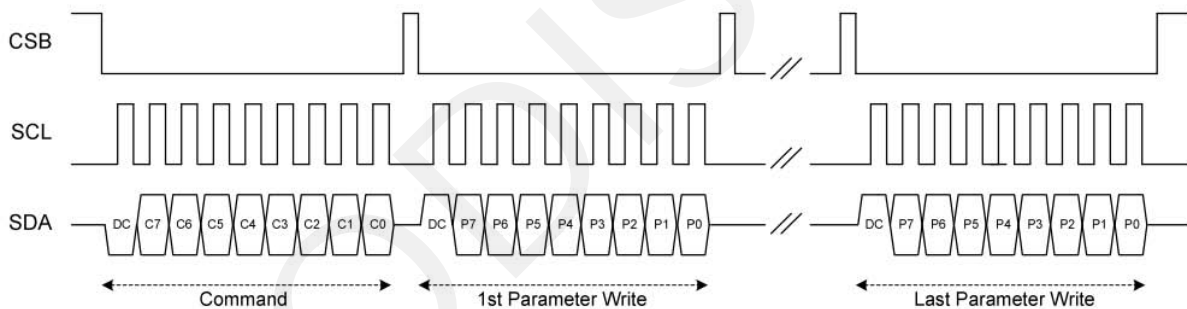 CSB
SCL
SDA
DC C7 C6 C5 C4 C3 C2 C1 C0 DC P7 P6 P5 P4 P3 P2 P1 P0 DC P7 P6 P5 P4 P3 P2 P1 P0
Command 1st Parameter Write Last Parameter Write